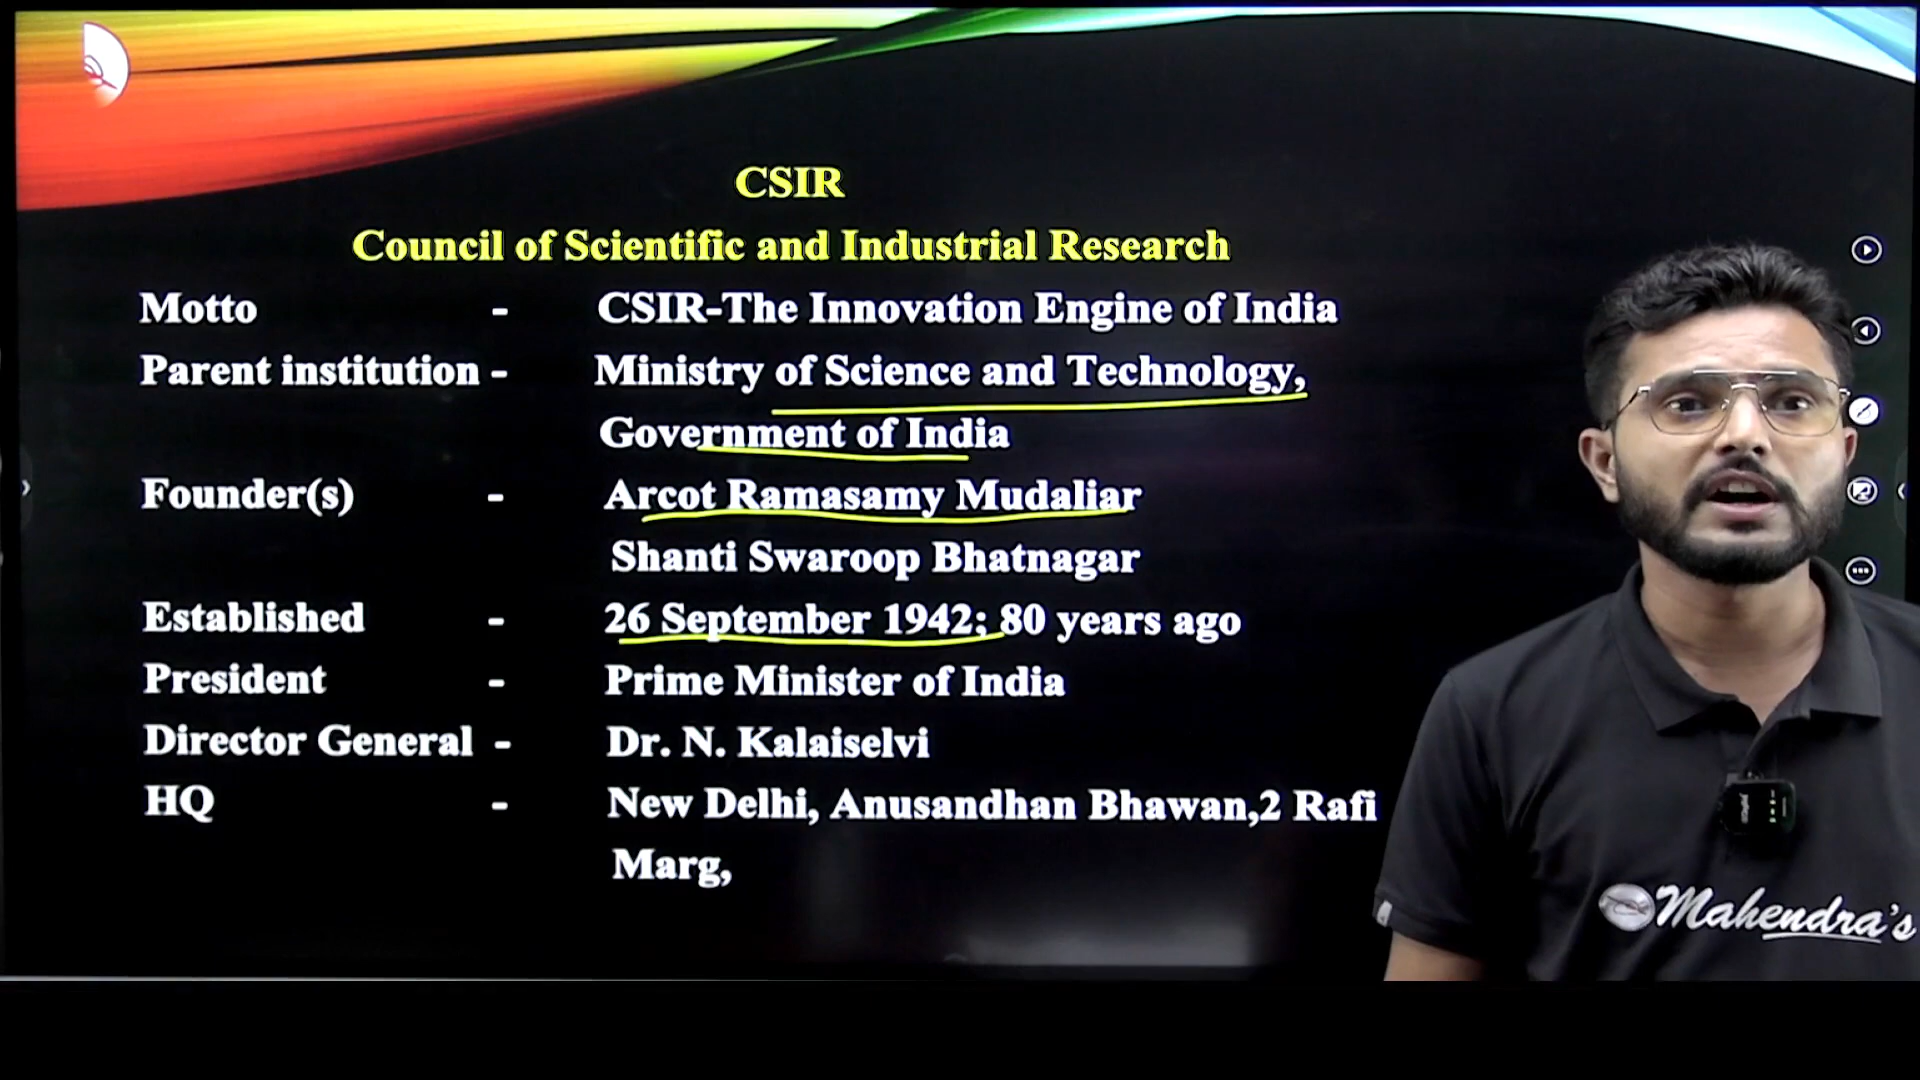 CSIR
Council of Scientific and Industrial Research
Motto - CSIR-The Innovation Engine of India
Parent institution - Ministry of Science and Technology,
Government of India
Founder(s) - Arcot Ramasamy Mudaliar
Shanti Swaroop Bhatnagar
Established - 26 September 1942; 80 years ago
President - Prime Minister of India
Director General - Dr. N. Kalaiselvi
HQ - New Delhi, Anusandhan Bhawan,2 Rafi
Marg,
Mahendra's